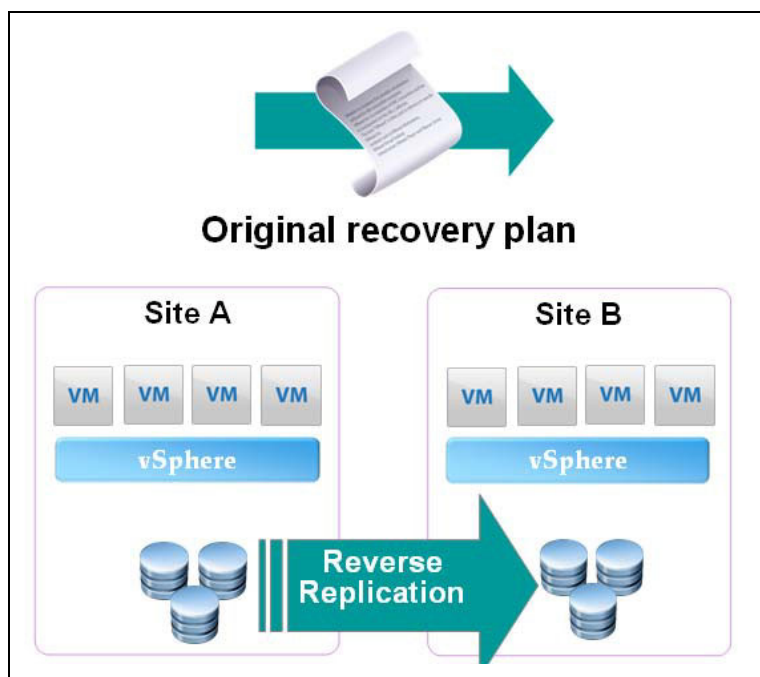 Original recovery plan
Site A
Site B
VM VM VM VM
VM VM VM VM
vSphere
vSphere
Reverse
Replication